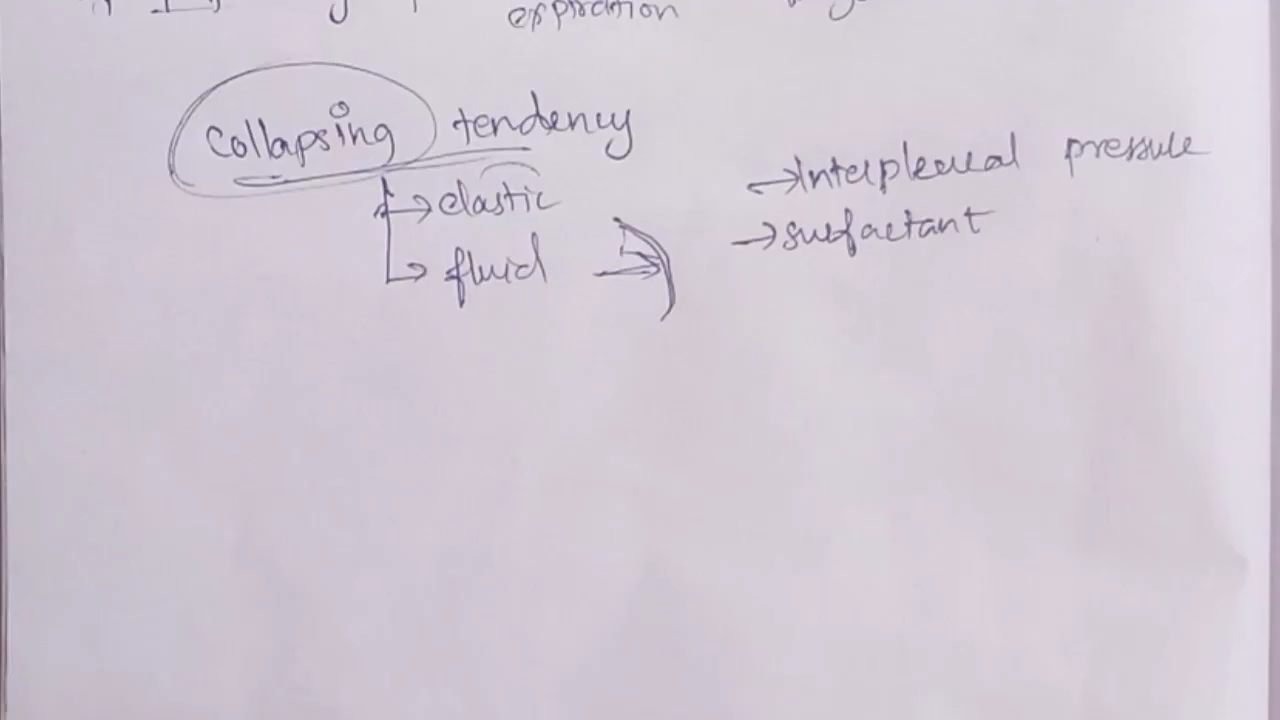 expiration
Collapsing tendency
→ elastic
→ fluid
→ Interpleural pressure
→ surfactant